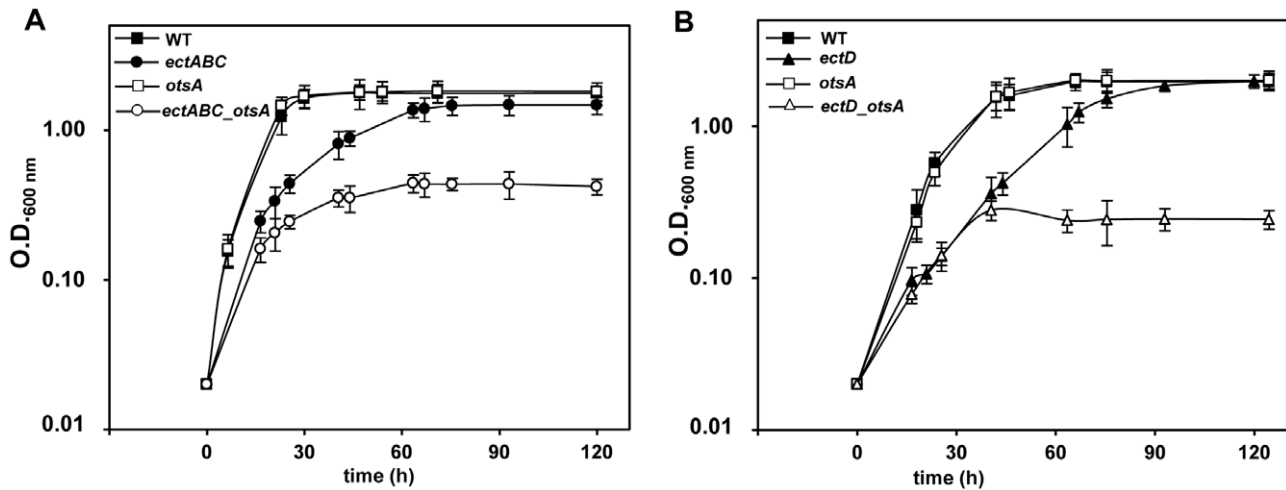 A
WT
ectABC
otsA
ectABC_otsA
1.00
0.10
0.01
O.D.600 nm
0
30
60
90
120
time (h)
B
WT
ectD
otsA
ectD_otsA
1.00
0.10
0.01
O.D.600 nm
0
30
60
90
120
time (h)